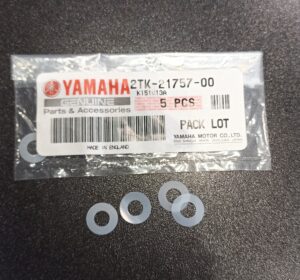 YAMAHA
GENUINE
Parts & Accessories
MADE IN ENGLAND
2TK-21757-00
K151013A
5 PCS
PACK LOT
YAMAHA MOTOR CO.,LTD.